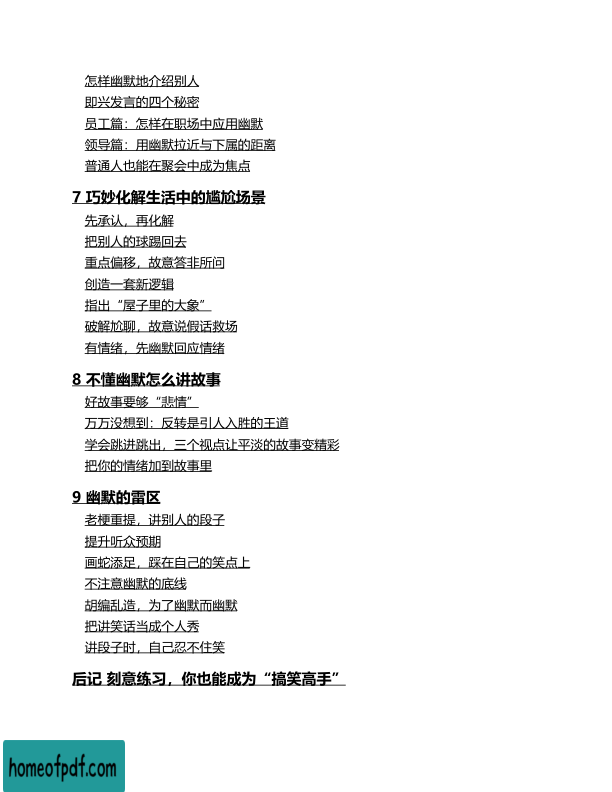 怎样幽默地介绍别人
即兴发言的四个秘密
员工篇：怎样在职场中应用幽默
领导篇：用幽默拉近与下属的距离
普通人也能在聚会中成为焦点
7 巧妙化解生活中的尴尬场景
先承认，再化解
把别人的球踢回去
重点偏移，故意答非所问
创造一套新逻辑
指出“屋子里的大象”
破解尬聊，故意说假话救场
有情绪，先幽默回应情绪
8 不懂幽默怎么讲故事
好故事要够“悲情”
万万没想到：反转是引人入胜的王道
学会跳进跳出，三个视点让平淡的故事变精彩
把你的情绪加到故事里
9 幽默的雷区
老梗重提，讲别人的段子
提升听众预期
画蛇添足，踩在自己的笑点上
不注意幽默的底线
胡编乱造，为了幽默而幽默
把讲笑话当成个人秀
讲段子时，自己忍不住笑
后记 刻意练习，你也能成为“搞笑高手”
homeofpdf.com